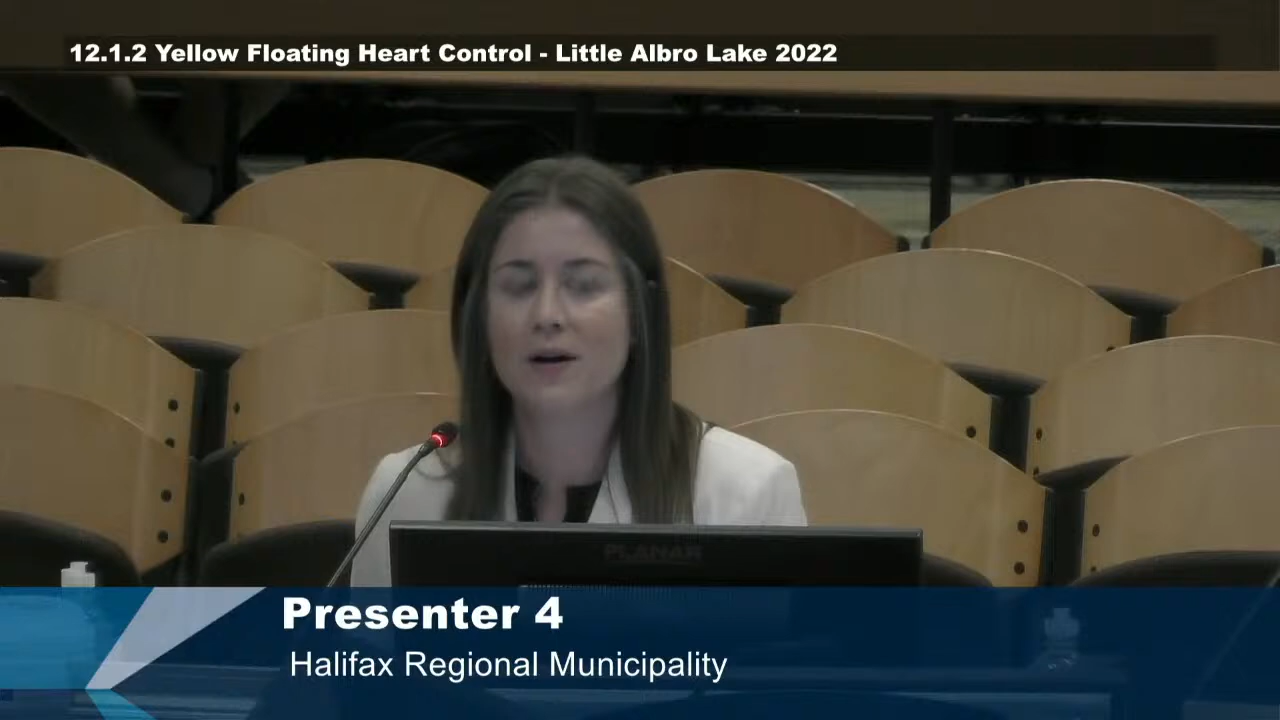 12.1.2 Yellow Floating Heart Control - Little Albro Lake 2022
PLANAR
Presenter 4
Halifax Regional Municipality